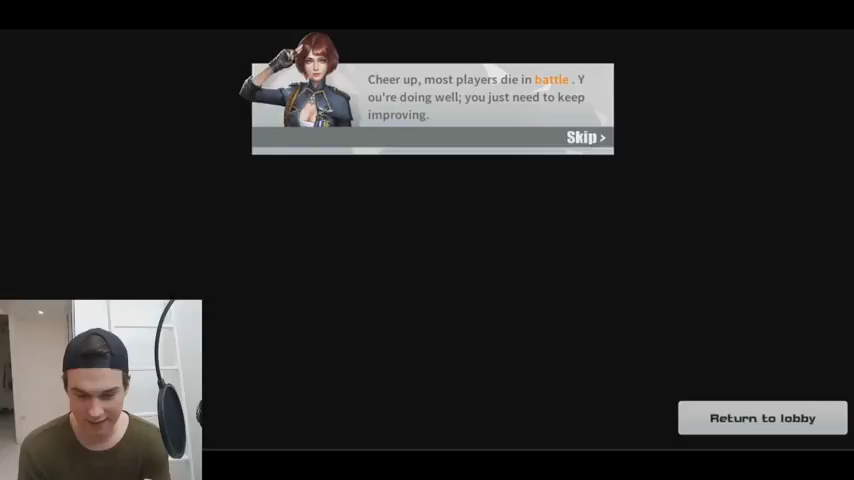 Cheer up, most players die in battle . Y
ou're doing well; you just need to keep
improving.
Skip >
Return to lobby